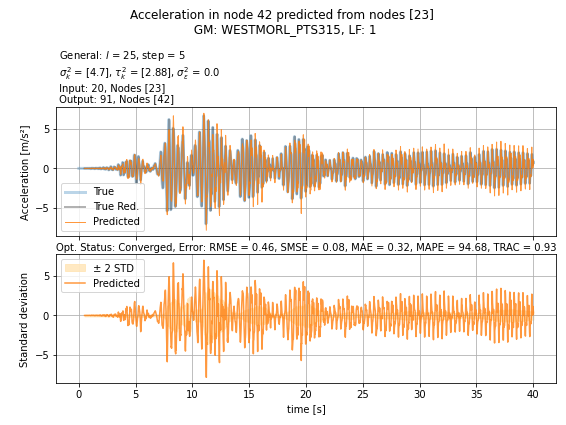 Acceleration in node 42 predicted from nodes [23]
GM: WESTMORL_PTS315, LF: 1
General: l = 25, step = 5
σ²ₖ = [4.7], τ²ₖ = [2.88], σ²ε = 0.0
Input: 20, Nodes [23]
Output: 91, Nodes [42]
Acceleration [m/s²]
5
0
−5
True
True Red.
Predicted
Opt. Status: Converged, Error: RMSE = 0.46, SMSE = 0.08, MAE = 0.32, MAPE = 94.68, TRAC = 0.93
Standard deviation
5
0
−5
± 2 STD
Predicted
0 5 10 15 20 25 30 35 40
time [s]